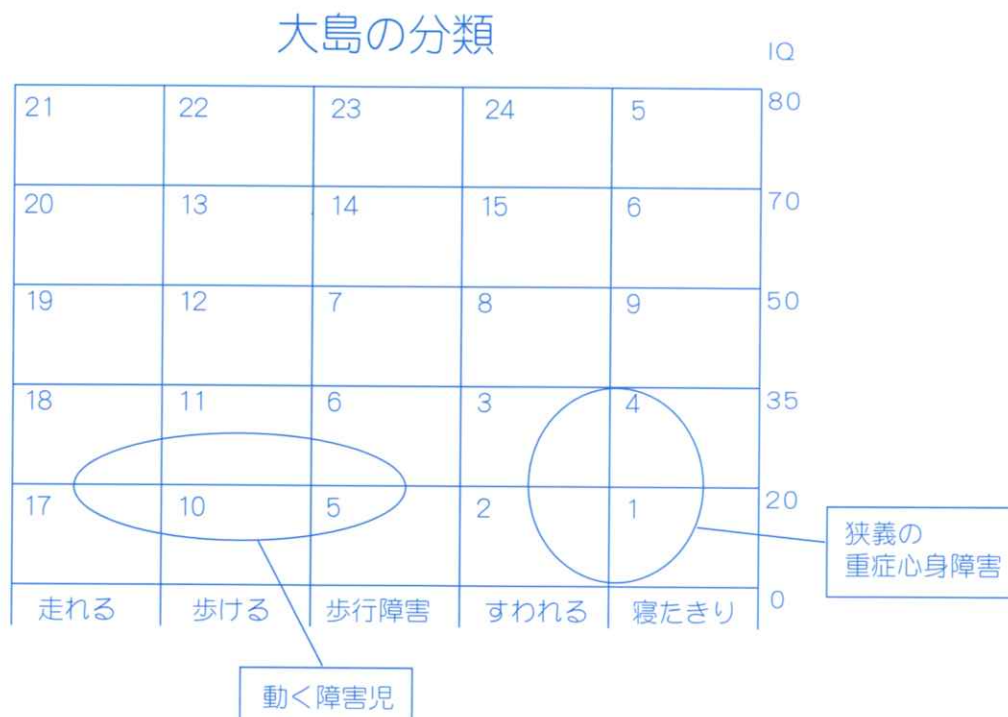 大島の分類
IQ
21 22 23 24 5 80
20 13 14 15 6 70
19 12 7 8 9 50
18 11 6 3 4 35
17 10 5 2 1 20
狭義の
重症心身障害
0
走れる 歩ける 歩行障害 すわれる 寝たきり
動く障害児